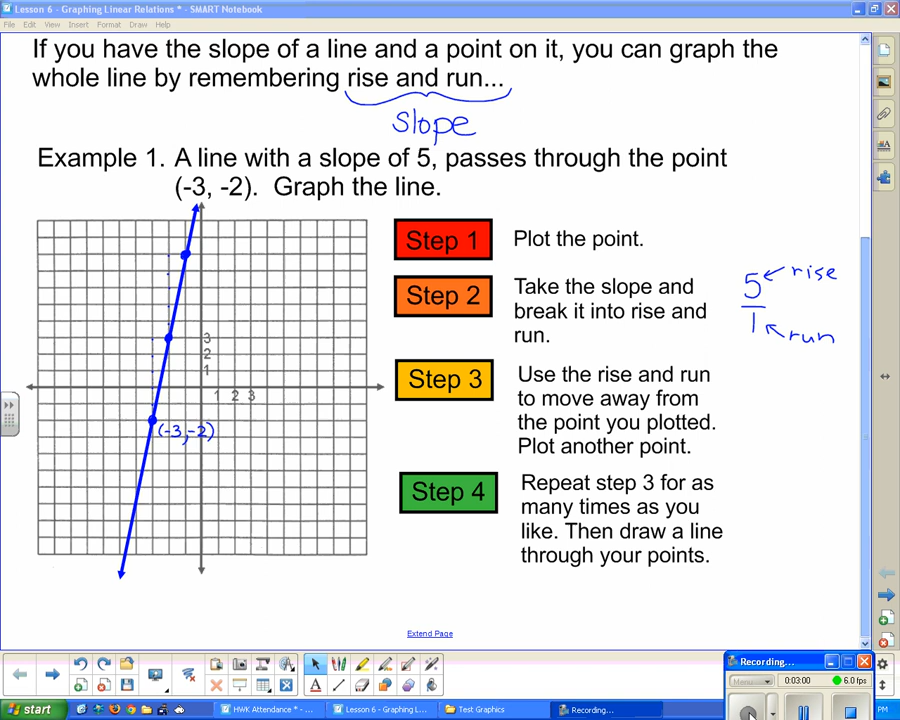 Lesson 6 - Graphing Linear Relations * - SMART Notebook
File Edit View Insert Format Draw Help
If you have the slope of a line and a point on it, you can graph the
whole line by remembering rise and run...
slope
Example 1. A line with a slope of 5, passes through the point
(-3, -2). Graph the line.
3
2
1
1 2 3
(-3,-2)
Step 1
Plot the point.
Step 2
Take the slope and
break it into rise and
run.
5 rise
1 run
Step 3
Use the rise and run
to move away from
the point you plotted.
Plot another point.
Step 4
Repeat step 3 for as
many times as you
like. Then draw a line
through your points.
Extend Page
Recording...
Menu
0:03:00
6.0 fps
start
HWK Attendance * - ...
Lesson 6 - Graphing L...
Test Graphics
Recording...
PM